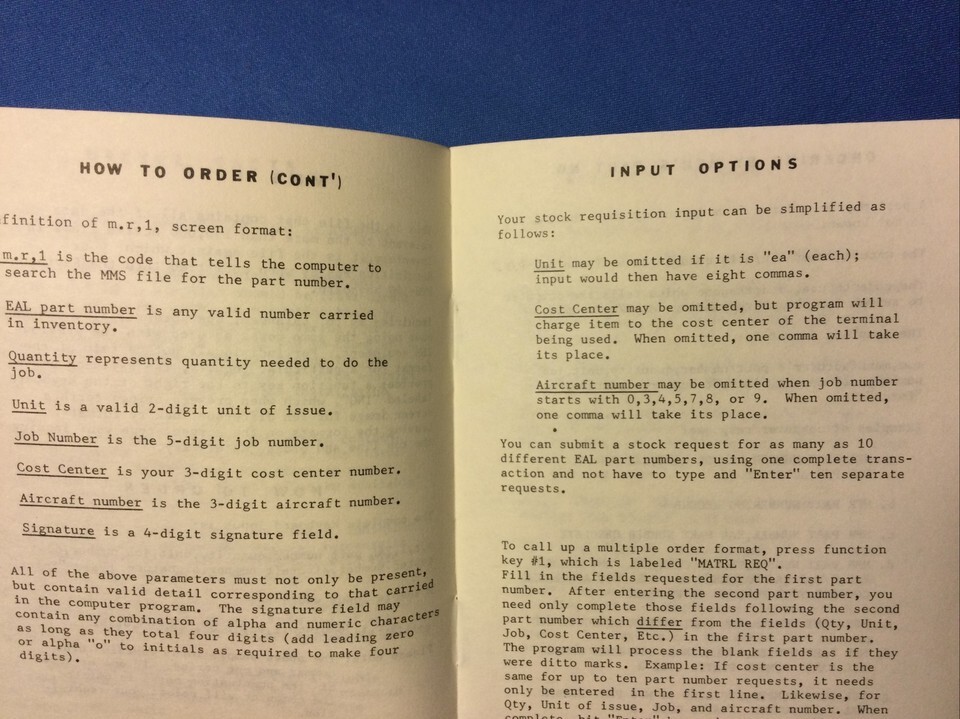 HOW TO ORDER (CONT')
finition of m.r,1, screen format:
m.r,1 is the code that tells the computer to
search the MMS file for the part number.
EAL part number is any valid number carried
in inventory.
Quantity represents quantity needed to do the
job.
Unit is a valid 2-digit unit of issue.
Job Number is the 5-digit job number.
Cost Center is your 3-digit cost center number.
Aircraft number is the 3-digit aircraft number.
Signature is a 4-digit signature field.
All of the above parameters must not only be present,
but contain valid detail corresponding to that carried
in the computer program. The signature field may
contain any combination of alpha and numeric characters
as long as they total four digits (add leading zero
or alpha "o" to initials as required to make four
digits).
INPUT OPTIONS
Your stock requisition input can be simplified as
follows:
Unit may be omitted if it is "ea" (each);
input would then have eight commas.
Cost Center may be omitted, but program will
charge item to the cost center of the terminal
being used. When omitted, one comma will take
its place.
Aircraft number may be omitted when job number
starts with 0,3,4,5,7,8, or 9. When omitted,
one comma will take its place.
You can submit a stock request for as many as 10
different EAL part numbers, using one complete trans-
action and not have to type and "Enter" ten separate
requests.
To call up a multiple order format, press function
key #1, which is labeled "MATRL REQ".
Fill in the fields requested for the first part
number. After entering the second part number, you
need only complete those fields following the second
part number which differ from the fields (Qty, Unit,
Job, Cost Center, Etc.) in the first part number.
The program will process the blank fields as if they
were ditto marks. Example: If cost center is the
same for up to ten part number requests, it needs
only be entered in the first line. Likewise, for
Qty, Unit of issue, Job, and aircraft number. When